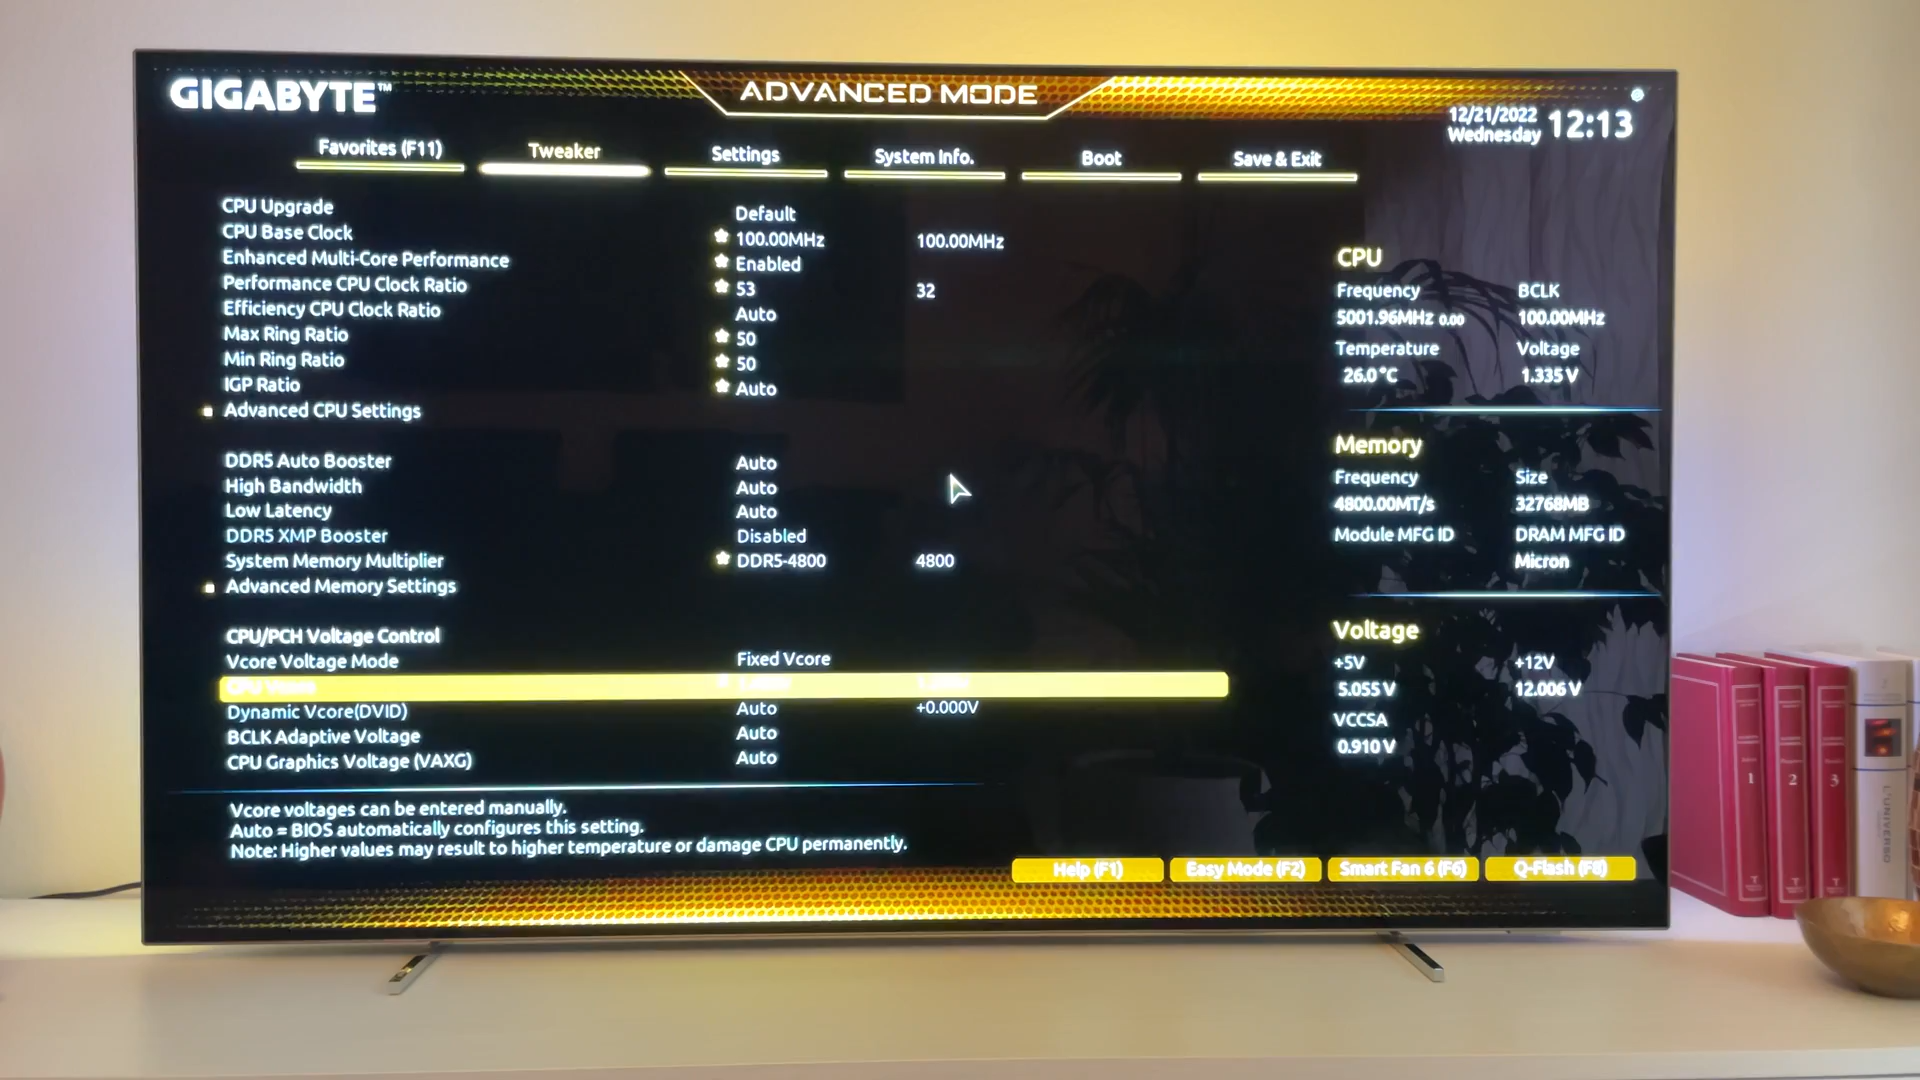 GIGABYTE™
ADVANCED MODE
12/21/2022
Wednesday 12:13
Favorites (F11) Tweaker Settings System Info. Boot Save & Exit
CPU Upgrade Default
CPU Base Clock 100.00MHz 100.00MHz
Enhanced Multi-Core Performance Enabled
Performance CPU Clock Ratio 53 32
Efficiency CPU Clock Ratio Auto
Max Ring Ratio 50
Min Ring Ratio 50
IGP Ratio Auto
Advanced CPU Settings
DDR5 Auto Booster Auto
High Bandwidth Auto
Low Latency Auto
DDR5 XMP Booster Disabled
System Memory Multiplier DDR5-4800 4800
Advanced Memory Settings
CPU/PCH Voltage Control
Vcore Voltage Mode Fixed Vcore
CPU Vcore
Dynamic Vcore(DVID) Auto +0.000V
BCLK Adaptive Voltage Auto
CPU Graphics Voltage (VAXG) Auto
Vcore voltages can be entered manually.
Auto = BIOS automatically configures this setting.
Note: Higher values may result to higher temperature or damage CPU permanently.
CPU
Frequency BCLK
5001.96MHz 0.00 100.00MHz
Temperature Voltage
26.0 °C 1.335 V
Memory
Frequency Size
4800.00MT/s 32768MB
Module MFG ID DRAM MFG ID
Micron
Voltage
+5V +12V
5.055 V 12.006 V
VCCSA
0.910 V
Help (F1) Easy Mode (F2) Smart Fan 6 (F6) Q-Flash (F8)
1 2 3
L'UNIVERSO